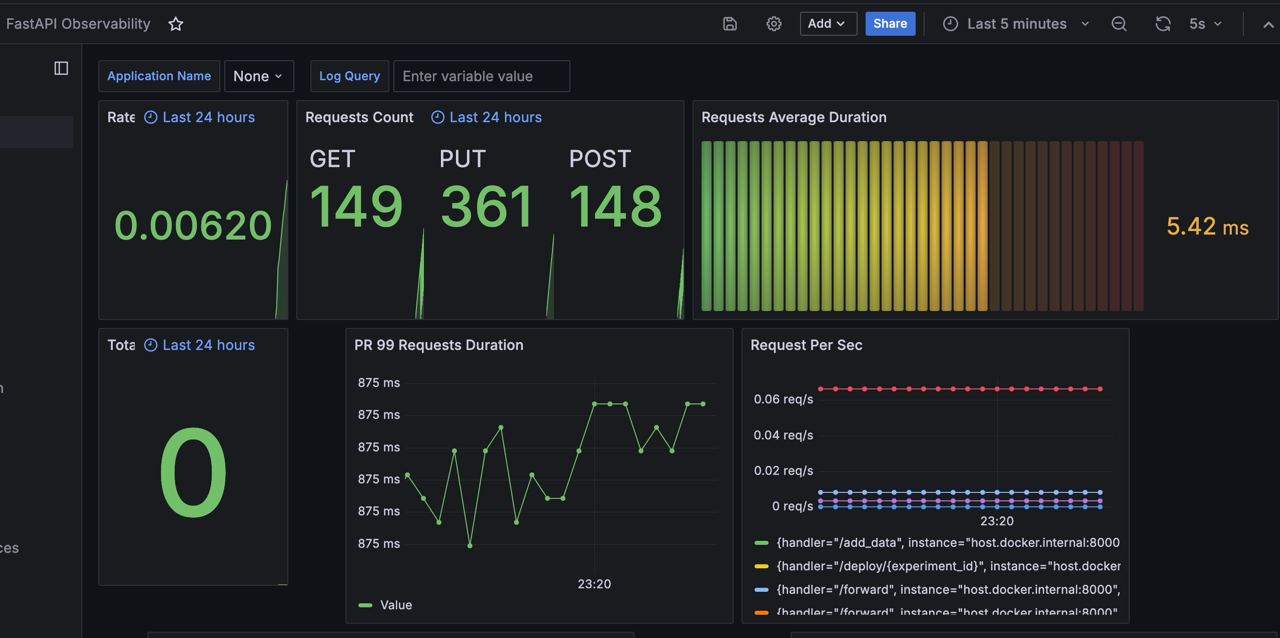 FastAPI Observability
Add
Share
Last 5 minutes
5s
Application Name
None
Log Query
Enter variable value
Rate
Last 24 hours
0.00620
Requests Count
Last 24 hours
GET
149
PUT
361
POST
148
Requests Average Duration
5.42 ms
Tota
Last 24 hours
0
PR 99 Requests Duration
875 ms
875 ms
875 ms
875 ms
875 ms
875 ms
23:20
Value
Request Per Sec
0.06 req/s
0.04 req/s
0.02 req/s
0 req/s
23:20
{handler="/add_data", instance="host.docker.internal:8000
{handler="/deploy/{experiment_id}", instance="host.docker
{handler="/forward", instance="host.docker.internal:8000",
{handler="/forward", instance="host.docker.internal:8000"
n
ces